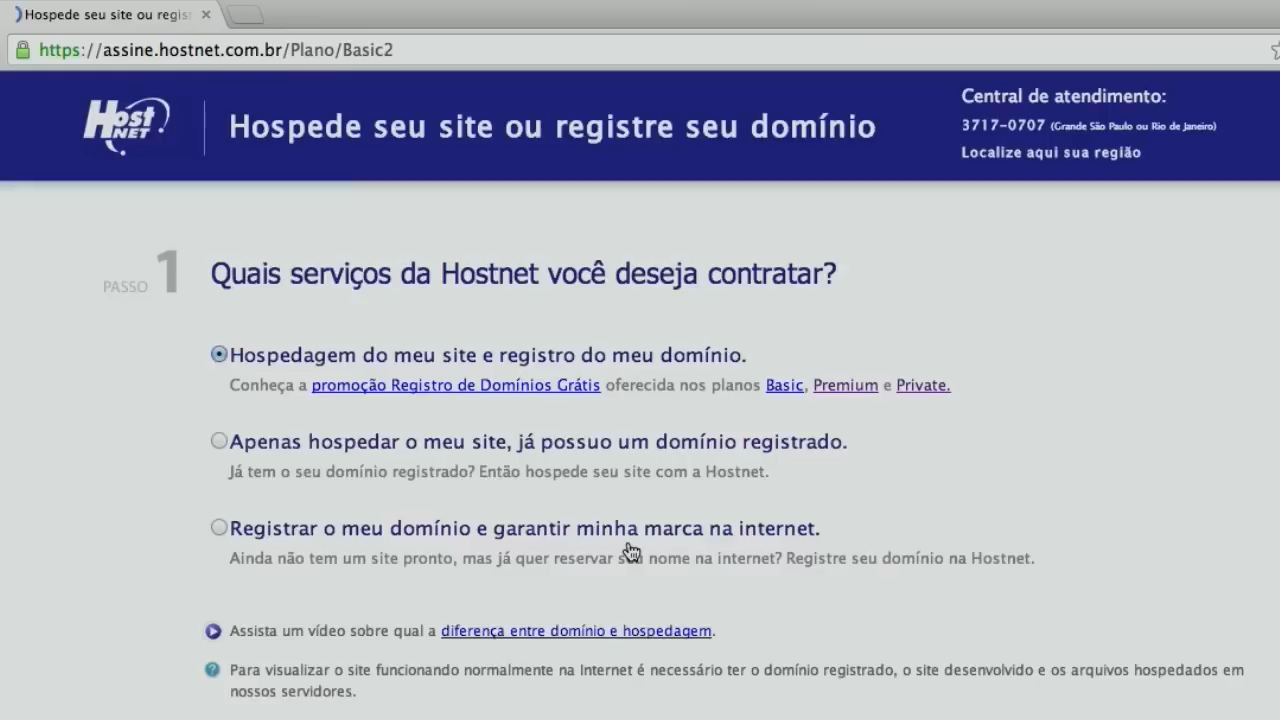 Hospede seu site ou regist
https://assine.hostnet.com.br/Plano/Basic2
HOSTNET
Hospede seu site ou registre seu domínio
Central de atendimento:
3717-0707 (Grande São Paulo ou Rio de Janeiro)
Localize aqui sua região
PASSO 1 Quais serviços da Hostnet você deseja contratar?
Hospedagem do meu site e registro do meu domínio.
Conheça a promoção Registro de Domínios Grátis oferecida nos planos Basic, Premium e Private.
Apenas hospedar o meu site, já possuo um domínio registrado.
Já tem o seu domínio registrado? Então hospede seu site com a Hostnet.
Registrar o meu domínio e garantir minha marca na internet.
Ainda não tem um site pronto, mas já quer reservar seu nome na internet? Registre seu domínio na Hostnet.
Assista um vídeo sobre qual a diferença entre domínio e hospedagem.
Para visualizar o site funcionando normalmente na Internet é necessário ter o domínio registrado, o site desenvolvido e os arquivos hospedados em
nossos servidores.